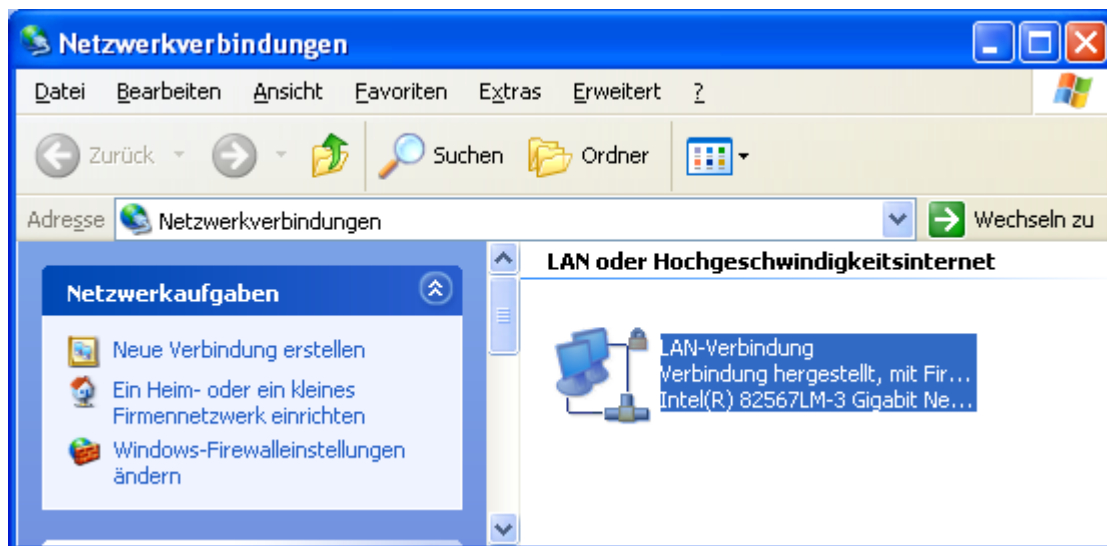 Netzwerkverbindungen
Datei Bearbeiten Ansicht Favoriten Extras Erweitert ?
Zurück Suchen Ordner
Adresse Netzwerkverbindungen Wechseln zu
Netzwerkaufgaben
Neue Verbindung erstellen
Ein Heim- oder ein kleines
Firmennetzwerk einrichten
Windows-Firewalleinstellungen
ändern
LAN oder Hochgeschwindigkeitsinternet
LAN-Verbindung
Verbindung hergestellt, mit Fir...
Intel(R) 82567LM-3 Gigabit Ne...